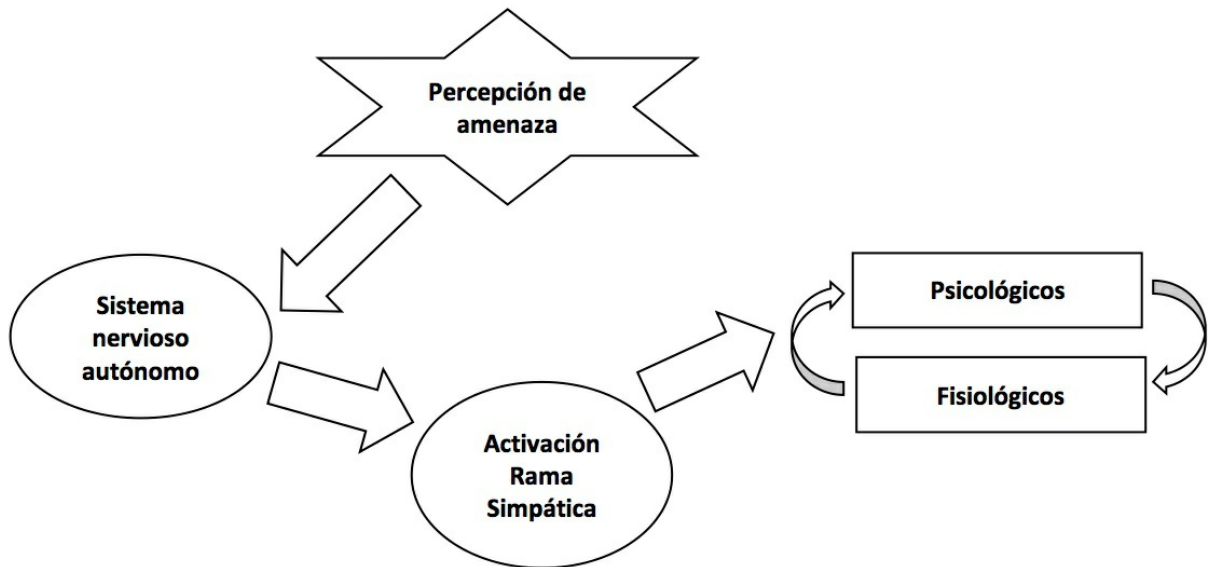 Percepción de
amenaza
Sistema
nervioso
autónomo
Activación
Rama
Simpática
Psicológicos
Fisiológicos